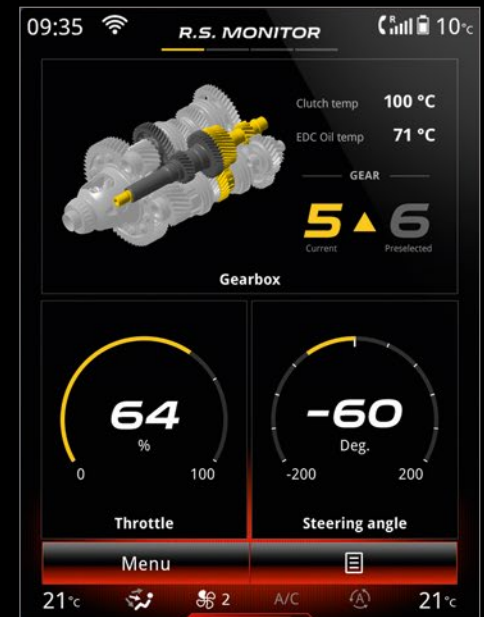 09:35 R.S. MONITOR R 10°C
Clutch temp 100 °C
EDC Oil temp 71 °C
GEAR
5 6
Current Preselected
Gearbox
64
%
0 100
Throttle
-60
Deg.
-200 200
Steering angle
Menu
21°C 2 A/C A 21°C